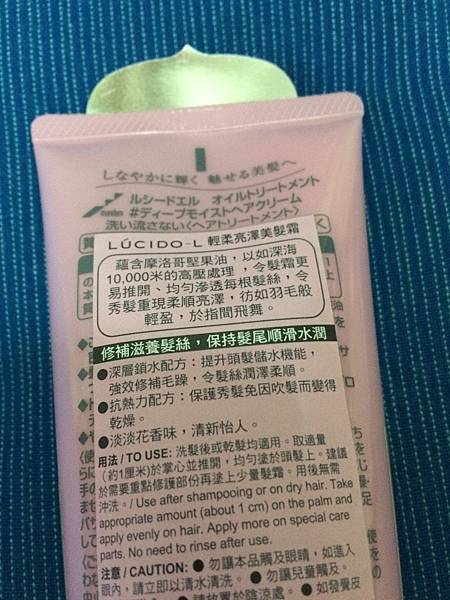 しなやかに輝く 魅せる美髪へ
mandom
ルシードエル オイルトリートメント
#ディープモイストヘアクリーム
洗い流さない〈ヘアトリートメント〉
LÚCIDO-L 輕柔亮澤美髮霜
蘊含摩洛哥堅果油，以如深海
10,000米的高壓處理，令髮霜更
易推開、均勻滲透每根髮絲，令
秀髮重現柔順亮澤，彷如羽毛般
輕盈，於指間飛舞。
修補滋養髮絲，保持髮尾順滑水潤
●深層鎖水配方：提升頭髮儲水機能，
強效修補毛躁，令髮絲潤澤柔順。
●抗熱力配方：保護秀髮免因吹髮而變得
乾燥。
●淡淡花香味，清新怡人。
用法 / TO USE: 洗髮後或乾髮均適用。取適量
（約1厘米）於掌心並推開，均勻塗於頭髮上。建議
於需要重點修護部份再塗上少量髮霜。用後無需
沖洗。/ Use after shampooing or on dry hair. Take
appropriate amount (about 1 cm) on the palm and
apply evenly on hair. Apply more on special care
parts. No need to rinse after use.
注意 / CAUTION: ● 勿讓本品觸及眼睛，如進入
眼內，請立即以清水清洗。● 勿讓兒童觸及。
● 請放置於陰涼處。● 如發覺皮